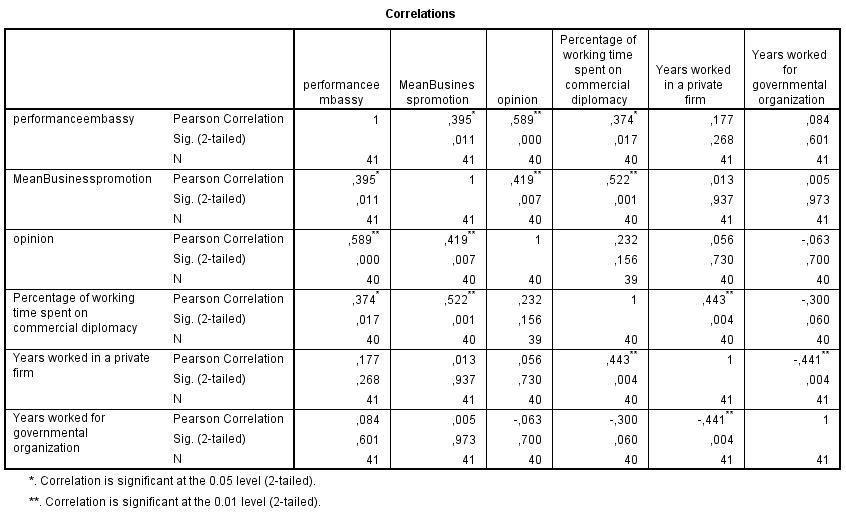 Correlations
performancee
mbassy
MeanBusines
spromotion
opinion
Percentage of
working time
spent on
commercial
diplomacy
Years worked
in a private
firm
Years worked
for
governmental
organization
performanceembassy Pearson Correlation 1 ,395* ,589** ,374* ,177 ,084
Sig. (2-tailed) ,011 ,000 ,017 ,268 ,601
N 41 41 40 40 41 41
MeanBusinesspromotion Pearson Correlation ,395* 1 ,419** ,522** ,013 ,005
Sig. (2-tailed) ,011 ,007 ,001 ,937 ,973
N 41 41 40 40 41 41
opinion Pearson Correlation ,589** ,419** 1 ,232 ,056 -,063
Sig. (2-tailed) ,000 ,007 ,156 ,730 ,700
N 40 40 40 39 40 40
Percentage of working Pearson Correlation ,374* ,522** ,232 1 ,443** -,300
time spent on Sig. (2-tailed) ,017 ,001 ,156 ,004 ,060
commercial diplomacy N 40 40 39 40 40 40
Years worked in a private Pearson Correlation ,177 ,013 ,056 ,443** 1 -,441**
firm Sig. (2-tailed) ,268 ,937 ,730 ,004 ,004
N 41 41 40 40 41 41
Years worked for Pearson Correlation ,084 ,005 -,063 -,300 -,441** 1
governmental Sig. (2-tailed) ,601 ,973 ,700 ,060 ,004
organization N 41 41 40 40 41 41
*. Correlation is significant at the 0.05 level (2-tailed).
**. Correlation is significant at the 0.01 level (2-tailed).